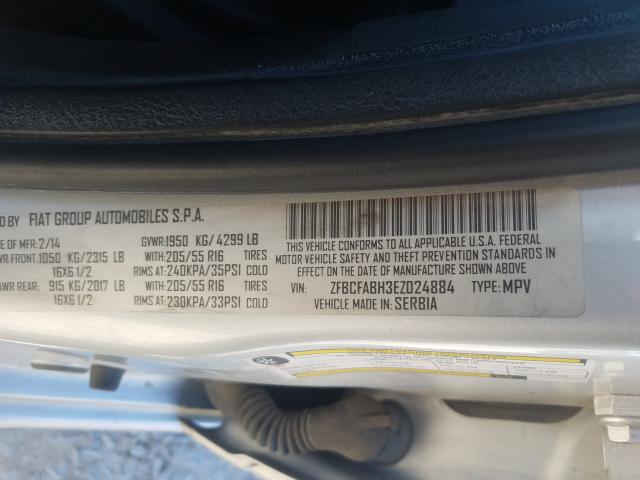 D BY FIAT GROUP AUTOMOBILES S.P.A.
E OF MFR: 2/14 GVWR:1950 KG/ 4299 LB
WR FRONT:1050 KG/2315 LB WITH:205/55 R16 TIRES
16X6 1/2 RIMS AT:240KPA/35PSI COLD
AWR REAR: 915 KG/2017 LB WITH:205/55 R16 TIRES
16X6 1/2 RIMS AT:230KPA/33PSI COLD
THIS VEHICLE CONFORMS TO ALL APPLICABLE U.S.A. FEDERAL
MOTOR VEHICLE SAFETY AND THEFT PREVENTION STANDARDS
IN EFFECT ON THE DATE OF MANUFACTURE SHOWN ABOVE.
VIN: ZFBCFABH3EZ024884 TYPE: MPV
VEHICLE MADE IN: SERBIA